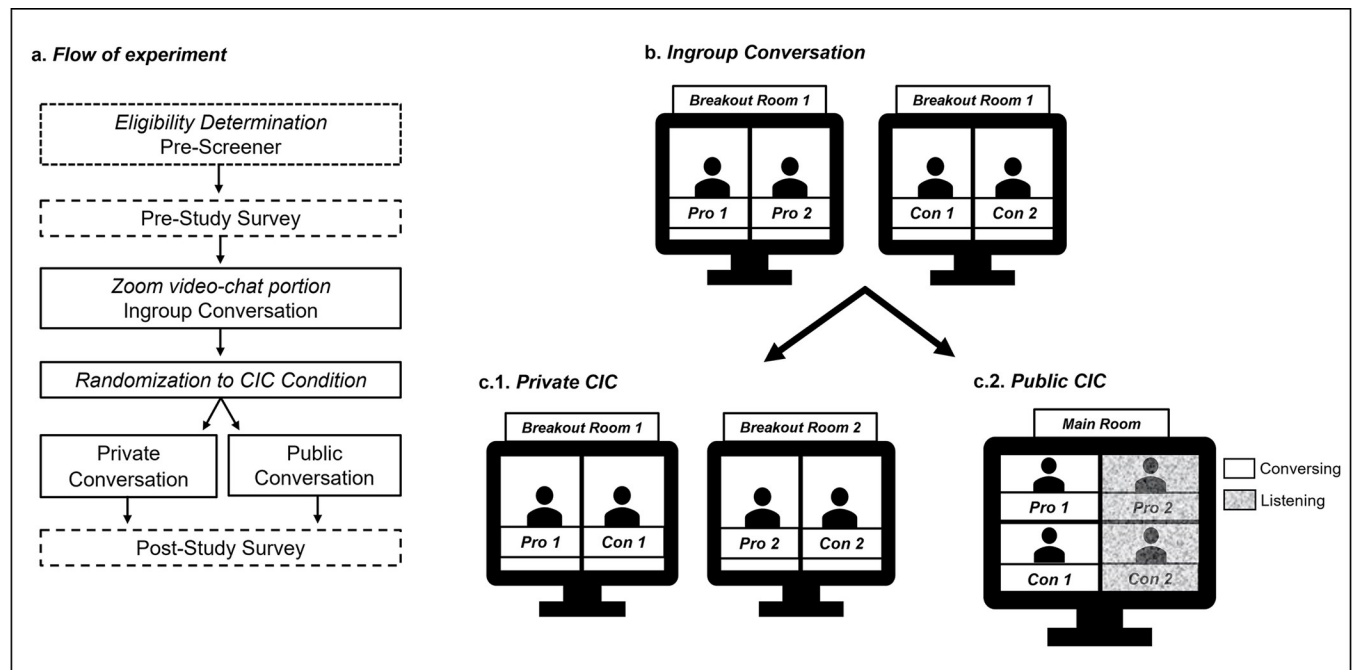 a. Flow of experiment
Eligibility Determination
Pre-Screener
Pre-Study Survey
Zoom video-chat portion
Ingroup Conversation
Randomization to CIC Condition
Private
Conversation
Public
Conversation
Post-Study Survey
b. Ingroup Conversation
Breakout Room 1
Pro 1
Pro 2
Breakout Room 1
Con 1
Con 2
c.1. Private CIC
Breakout Room 1
Pro 1
Con 1
Breakout Room 2
Pro 2
Con 2
c.2. Public CIC
Main Room
Pro 1
Pro 2
Con 1
Con 2
Conversing
Listening